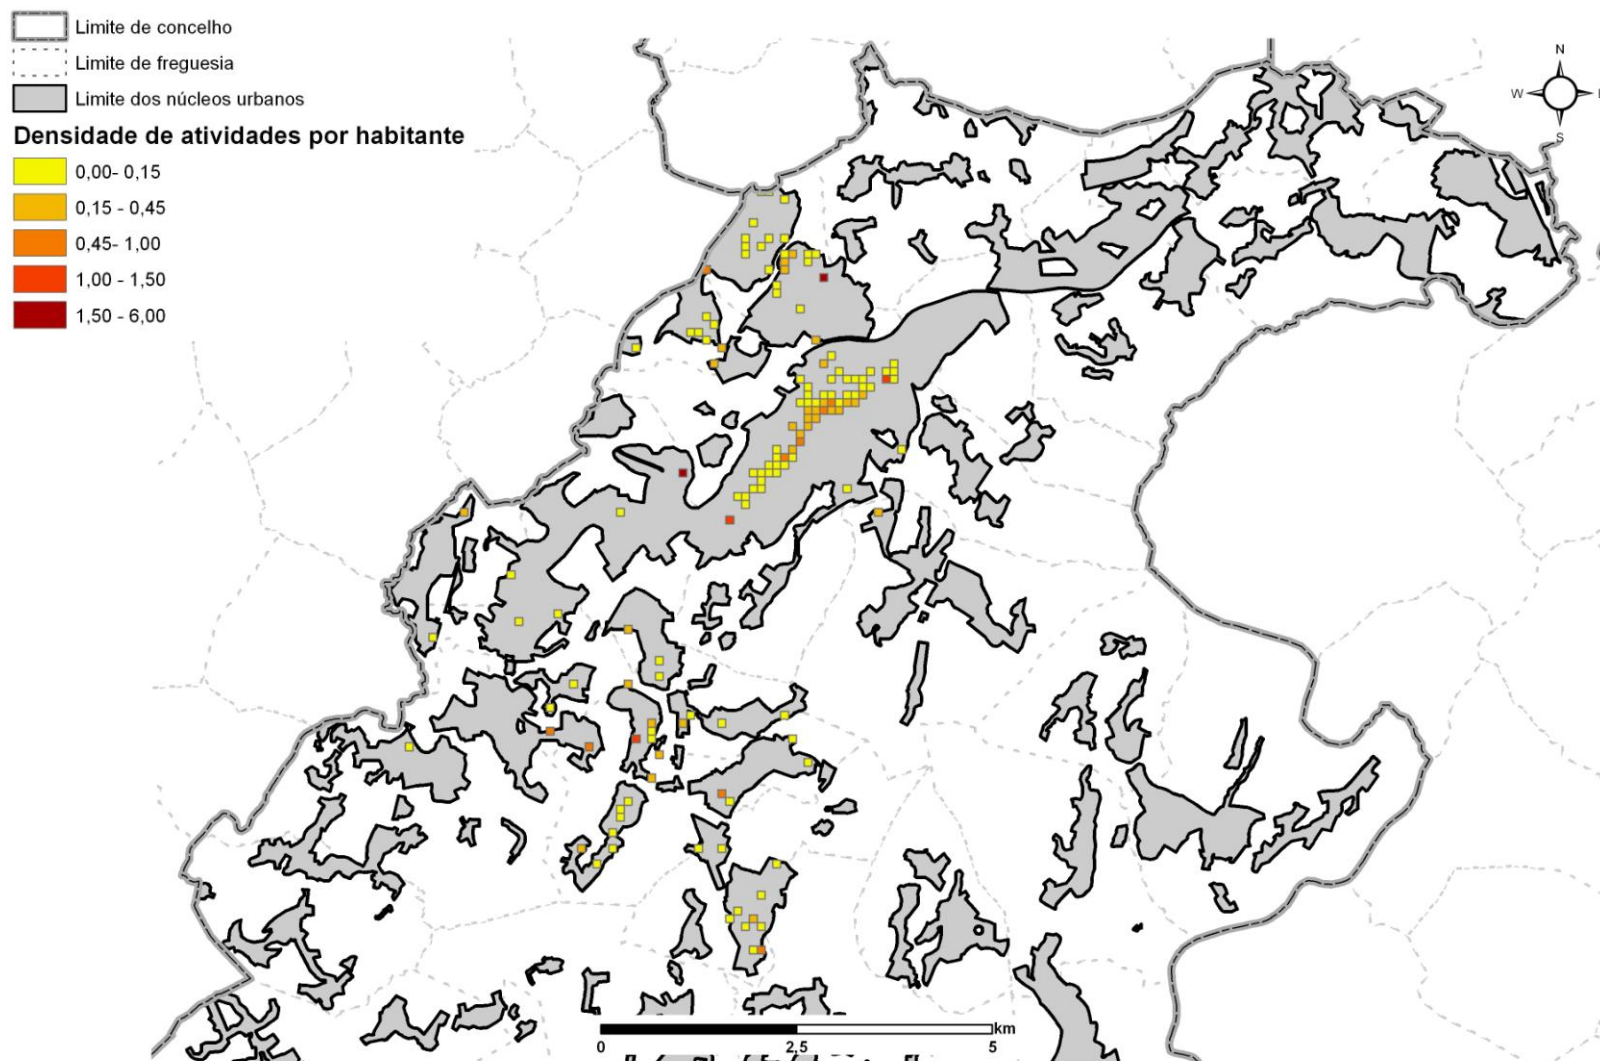 Limite de concelho
Limite de freguesia
Limite dos núcleos urbanos
Densidade de atividades por habitante
0,00- 0,15
0,15 - 0,45
0,45- 1,00
1,00 - 1,50
1,50 - 6,00
N
W
S
km
0 2,5 5